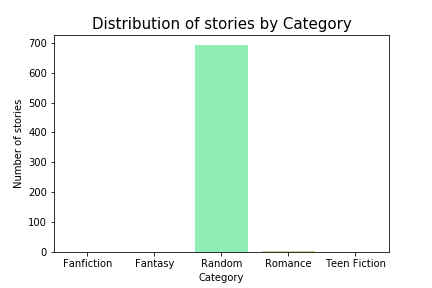 Distribution of stories by Category
Number of stories
700
600
500
400
300
200
100
0
Fanfiction Fantasy Random Romance Teen Fiction
Category